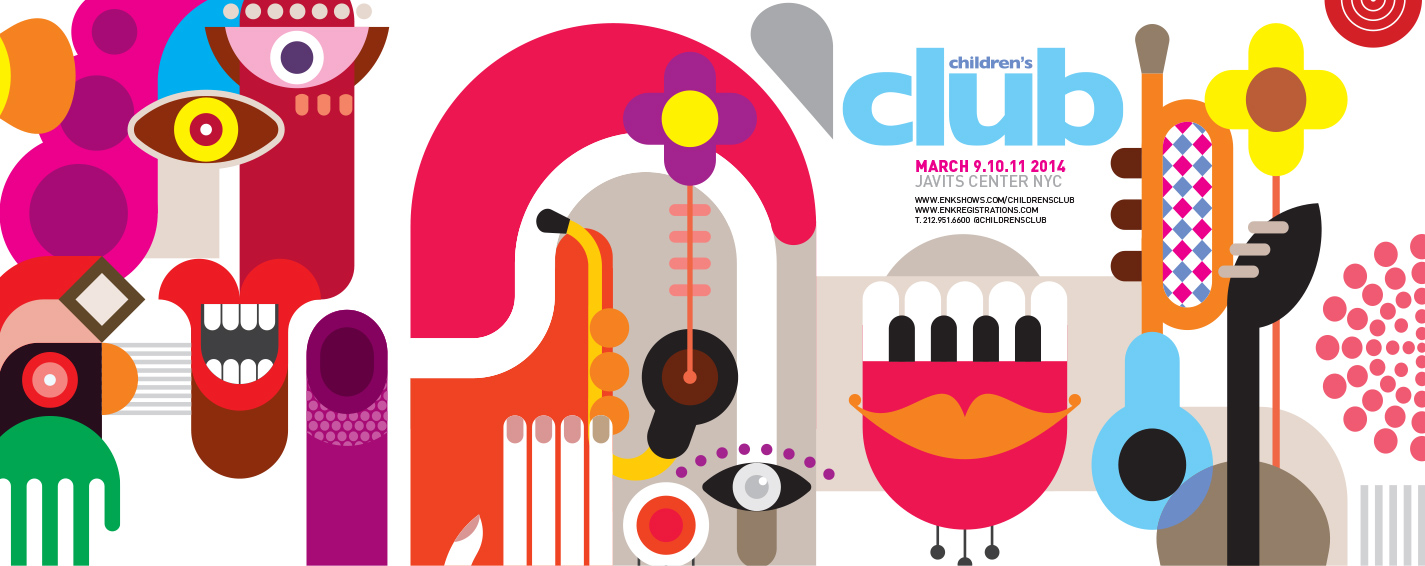 children's
club
MARCH 9.10.11 2014
JAVITS CENTER NYC
WWW.ENKSHOWS.COM/CHILDRENSCLUB
WWW.ENKREGISTRATIONS.COM
T. 212.951.6600 @CHILDRENSCLUB